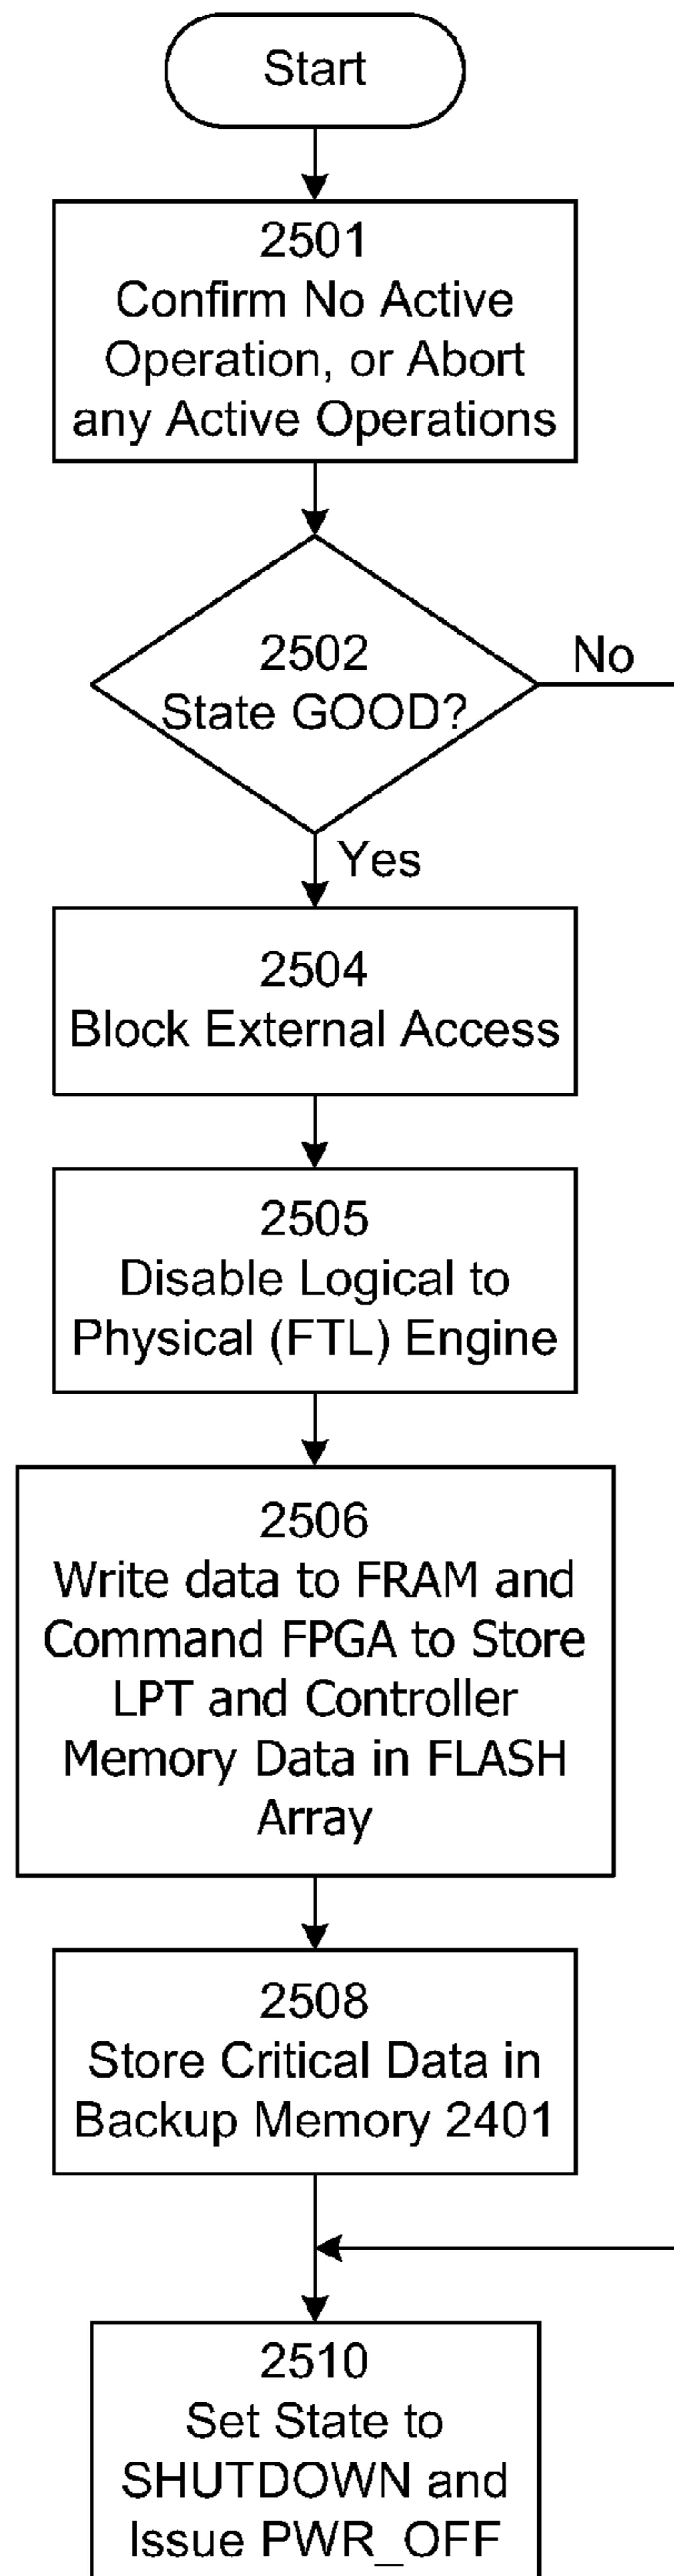 Start
2501
Confirm No Active
Operation, or Abort
any Active Operations
2502
State GOOD?
No
Yes
2504
Block External Access
2505
Disable Logical to
Physical (FTL) Engine
2506
Write data to FRAM and
Command FPGA to Store
LPT and Controller
Memory Data in FLASH
Array
2508
Store Critical Data in
Backup Memory 2401
2510
Set State to
SHUTDOWN and
Issue PWR_OFF